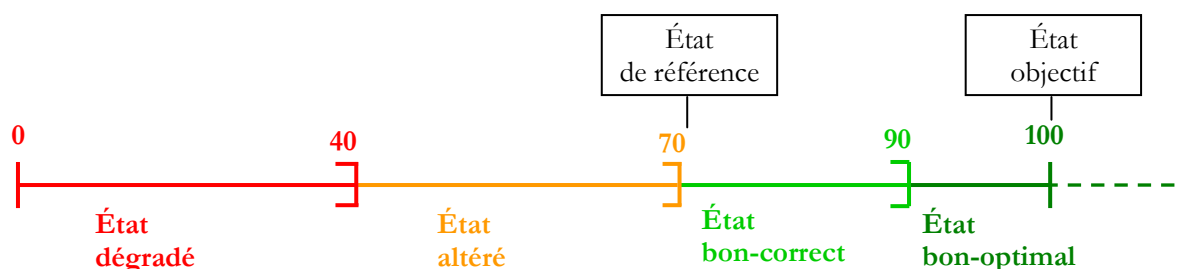 État
de référence
État
objectif
0
40
70
90
100
État
dégradé
État
altéré
État
bon-correct
État
bon-optimal